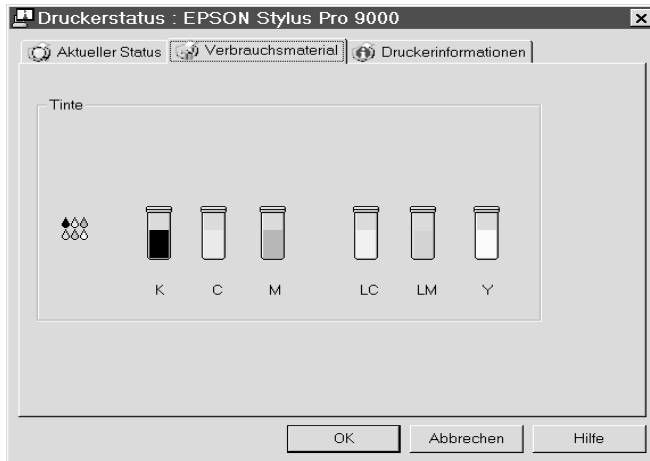 Druckerstatus : EPSON Stylus Pro 9000
Aktueller Status Verbrauchsmaterial Druckerinformationen
Tinte
K C M LC LM Y
OK Abbrechen Hilfe